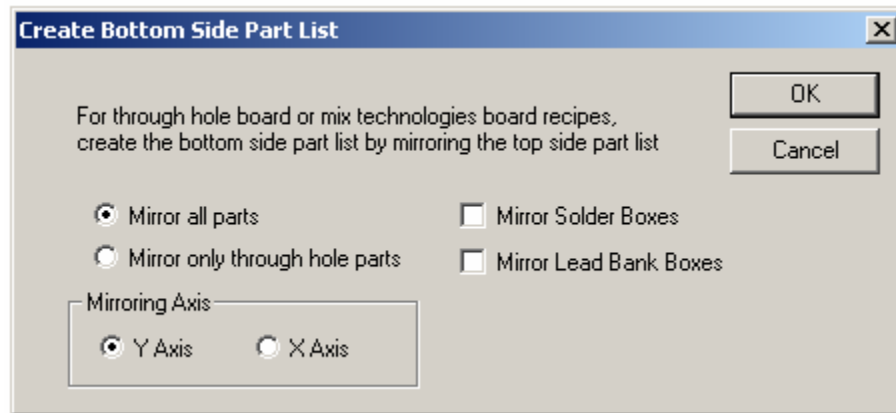 Create Bottom Side Part List
For through hole board or mix technologies board recipes,
create the bottom side part list by mirroring the top side part list
OK
Cancel
Mirror all parts
Mirror Solder Boxes
Mirror only through hole parts
Mirror Lead Bank Boxes
Mirroring Axis
Y Axis
X Axis